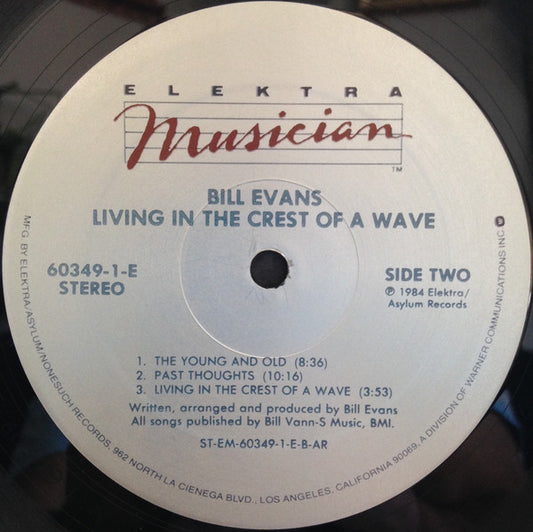 ELEKTRA
Musician
TM
BILL EVANS
LIVING IN THE CREST OF A WAVE
60349-1-E
STEREO
SIDE TWO
℗ 1984 Elektra/
Asylum Records
1. THE YOUNG AND OLD (8:36)
2. PAST THOUGHTS (10:16)
3. LIVING IN THE CREST OF A WAVE (3:53)
Written, arranged and produced by Bill Evans
All songs published by Bill Vann-S Music, BMI.
ST-EM-60349-1-E-B-AR
MFG. BY ELEKTRA/ASYLUM/NONESUCH RECORDS, 962 NORTH LA CIENEGA BLVD., LOS ANGELES, CALIFORNIA 90069, A DIVISION OF WARNER COMMUNICATIONS INC